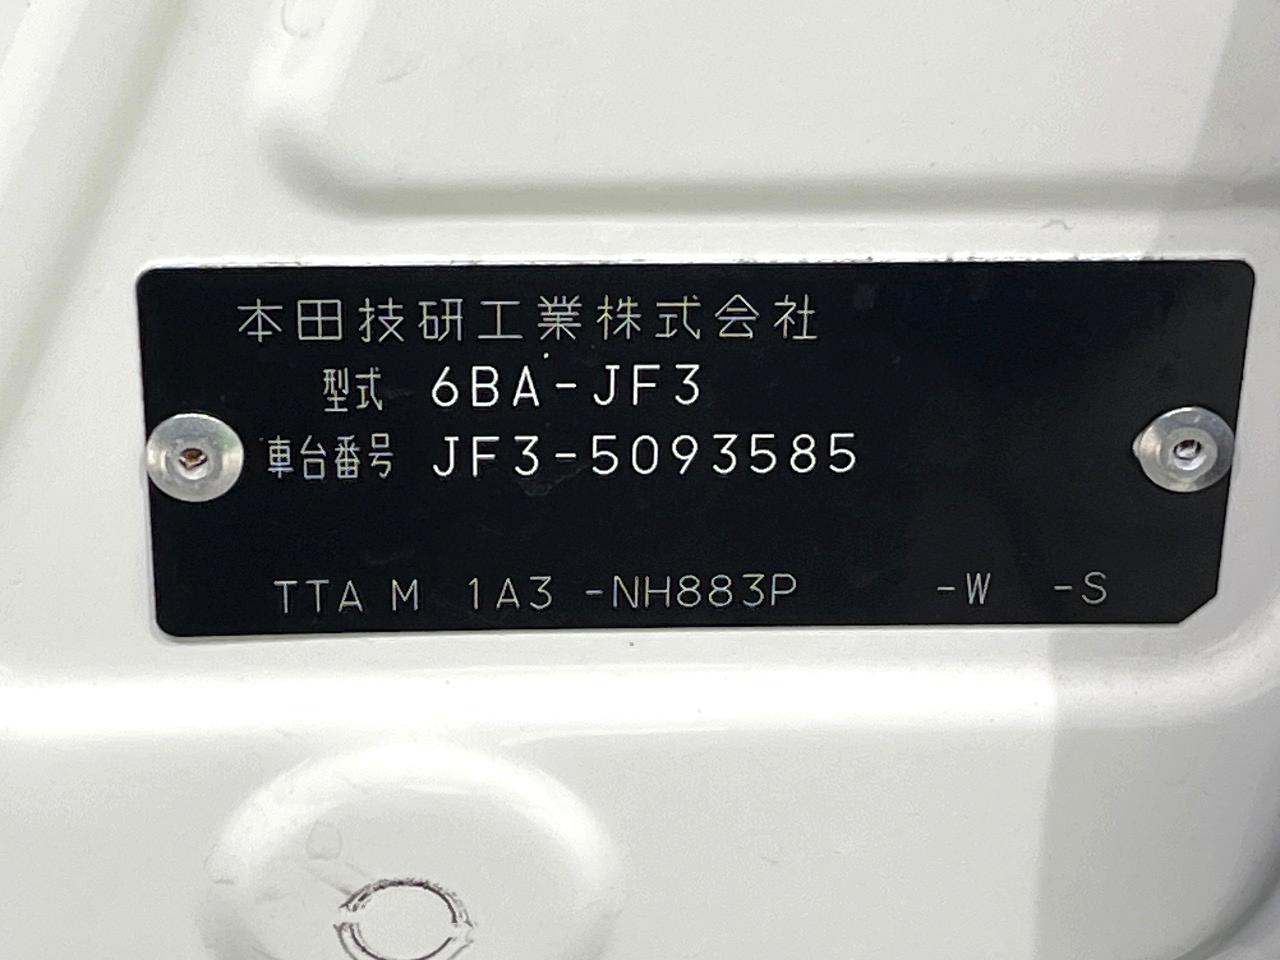 本田技研工業株式会社
型式 6BA-JF3
車台番号 JF3-5093585
TTA M 1A3 -NH883P -W -S